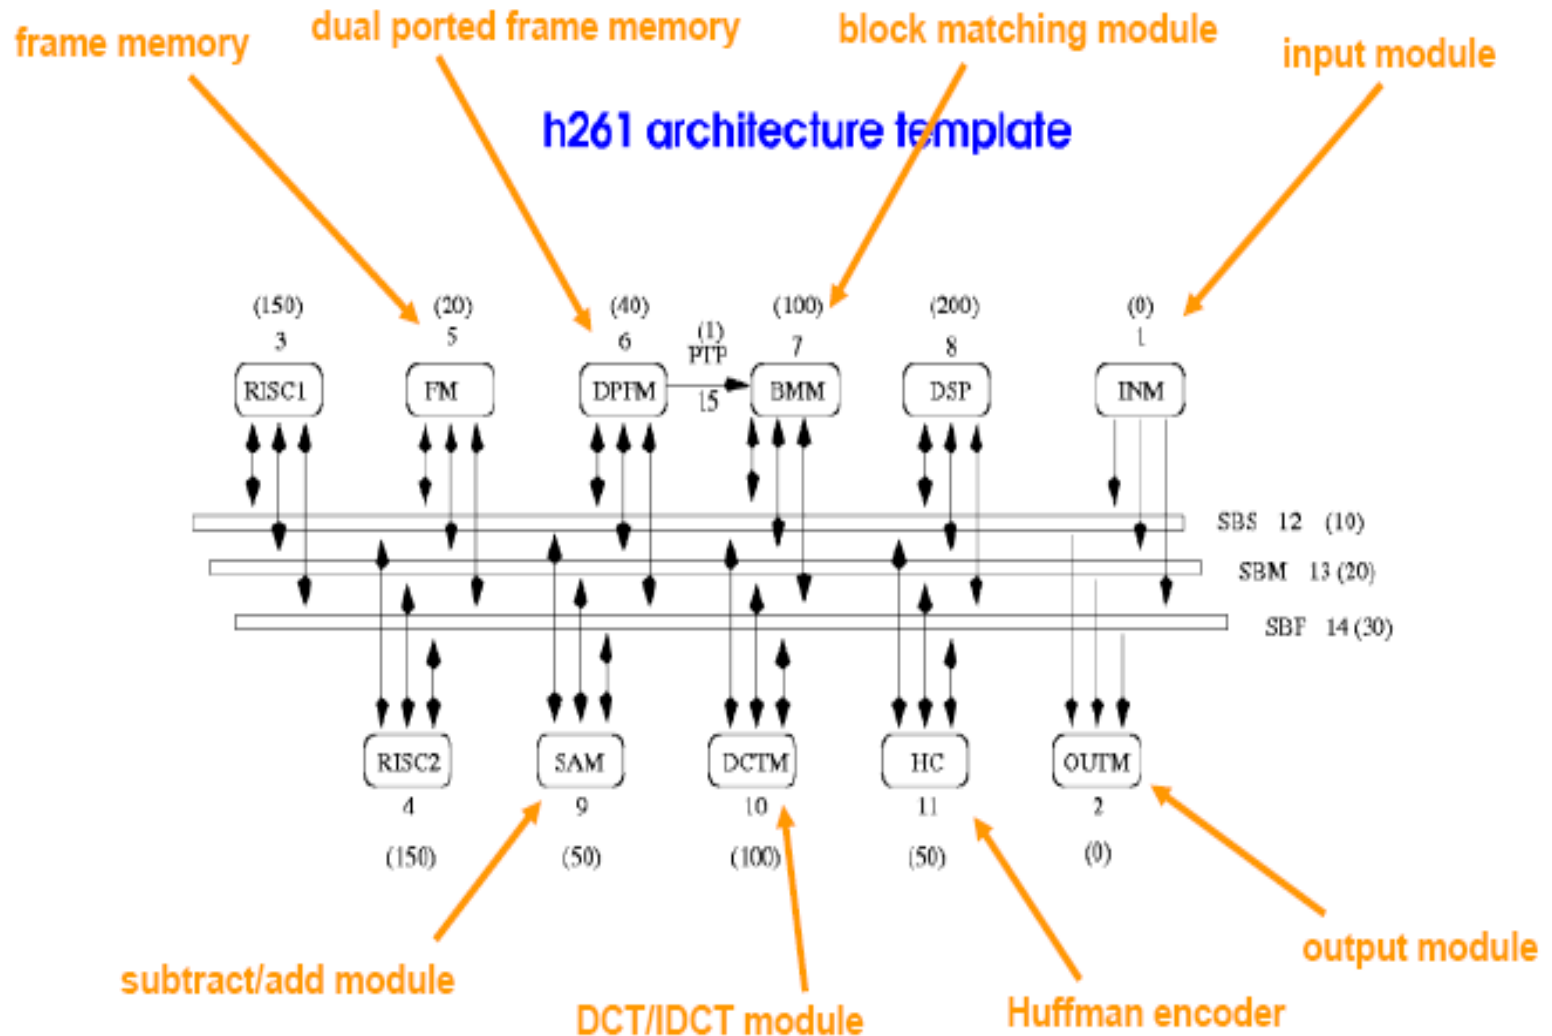 frame memory
dual ported frame memory
block matching module
input module
h261 architecture template
(150)
(20)
(40)
(1)
(100)
(200)
(0)
3
5
6
PTP
7
8
1
RISC1
FM
DPFM
15
BMM
DSP
INM
SBS 12 (10)
SBM 13 (20)
SBF 14 (30)
RISC2
SAM
DCTM
HC
OUTM
4
9
10
11
2
(150)
(50)
(100)
(50)
(0)
subtract/add module
DCT/IDCT module
Huffman encoder
output module